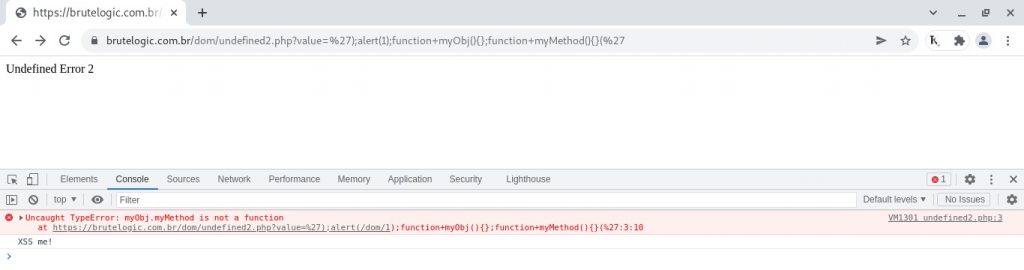 https://brutelogic.com.br/
brutelogic.com.br/dom/undefined2.php?value=%27);alert(1);function+myObj(){};function+myMethod(){}(%27
Undefined Error 2
Elements Console Sources Network Performance Memory Application Security Lighthouse 1
top Filter Default levels No Issues
Uncaught TypeError: myObj.myMethod is not a function VM1301 undefined2.php:3
at https://brutelogic.com.br/dom/undefined2.php?value=%27);alert(/dom/1);function+myObj(){};function+myMethod(){}(%27:3:10
XSS me!